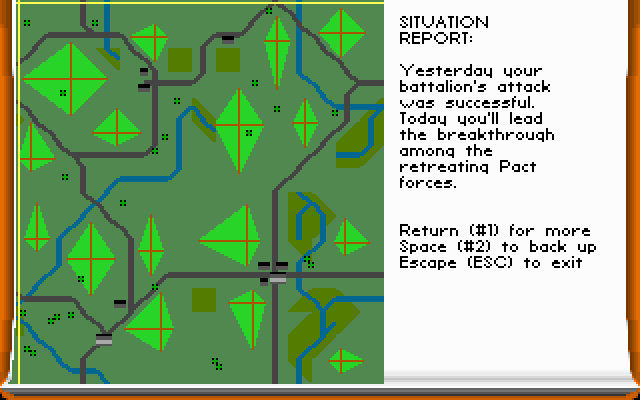 SITUATION
REPORT:
Yesterday your
battalion's attack
was successful.
Today you'll lead
the breakthrough
among the
retreating Pact
forces.
Return (#1) for more
Space (#2) to back up
Escape (ESC) to exit